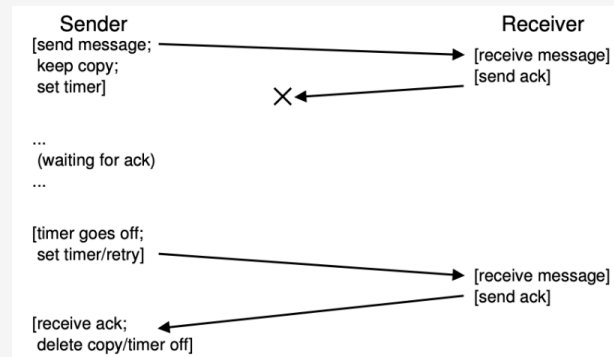 Sender
Receiver
[send message;
keep copy;
set timer]
[receive message]
[send ack]
...
(waiting for ack)
...
[timer goes off;
set timer/retry]
[receive message]
[send ack]
[receive ack;
delete copy/timer off]